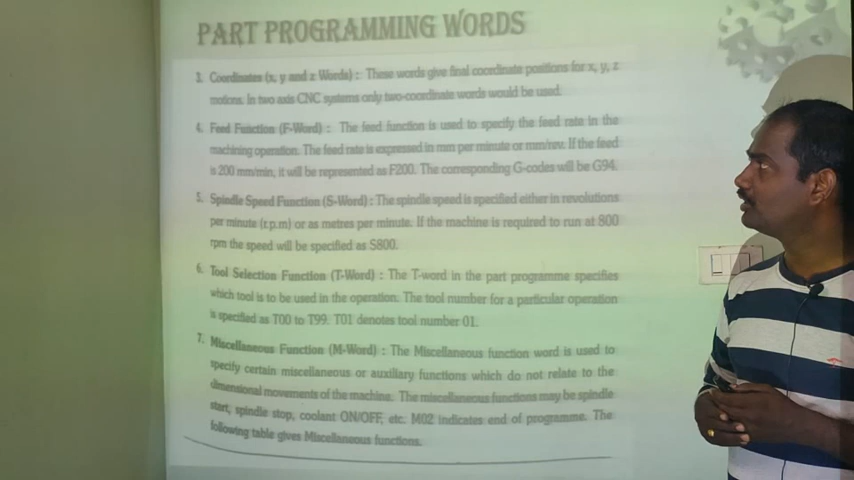 PART PROGRAMMING WORDS
3. Coordinates (x, y and z Words) : These words give final coordinate positions for x, y, z
motions. In two axis CNC systems only two-coordinate words would be used.
4. Feed Function (F-Word) : The feed function is used to specify the feed rate in the
machining operation. The feed rate is expressed in mm per minute or mm/rev. If the feed
is 200 mm/min, it will be represented as F200. The corresponding G-codes will be G94.
5. Spindle Speed Function (S-Word) : The spindle speed is specified either in revolutions
per minute (r.p.m) or as metres per minute. If the machine is required to run at 800
rpm the speed will be specified as S800.
6. Tool Selection Function (T-Word) : The T-word in the part programme specifies
which tool is to be used in the operation. The tool number for a particular operation
is specified as T00 to T99. T01 denotes tool number 01.
7. Miscellaneous Function (M-Word) : The Miscellaneous function word is used to
specify certain miscellaneous or auxiliary functions which do not relate to the
dimensional movements of the machine. The miscellaneous functions may be spindle
start, spindle stop, coolant ON/OFF, etc. M02 indicates end of programme. The
following table gives Miscellaneous functions.